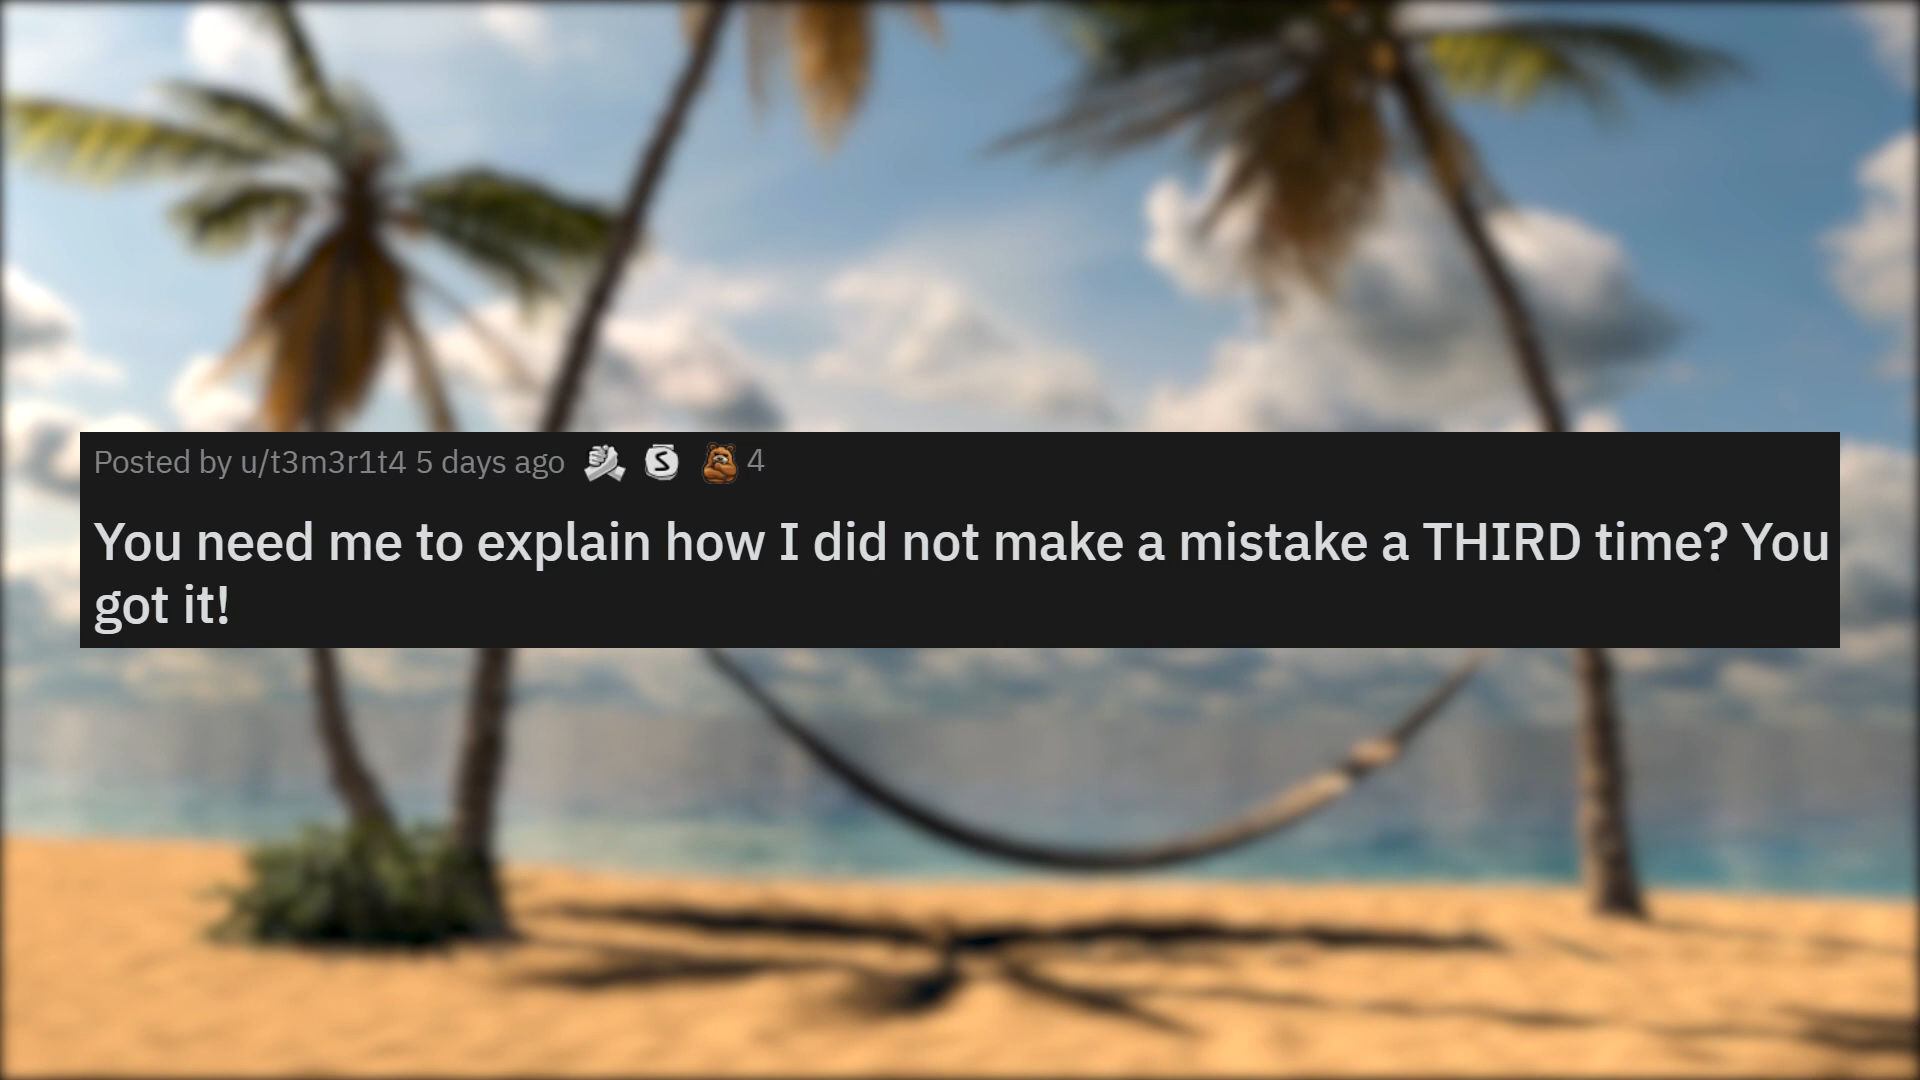 Posted by u/t3m3r1t4 5 days ago S 4
You need me to explain how I did not make a mistake a THIRD time? You
got it!